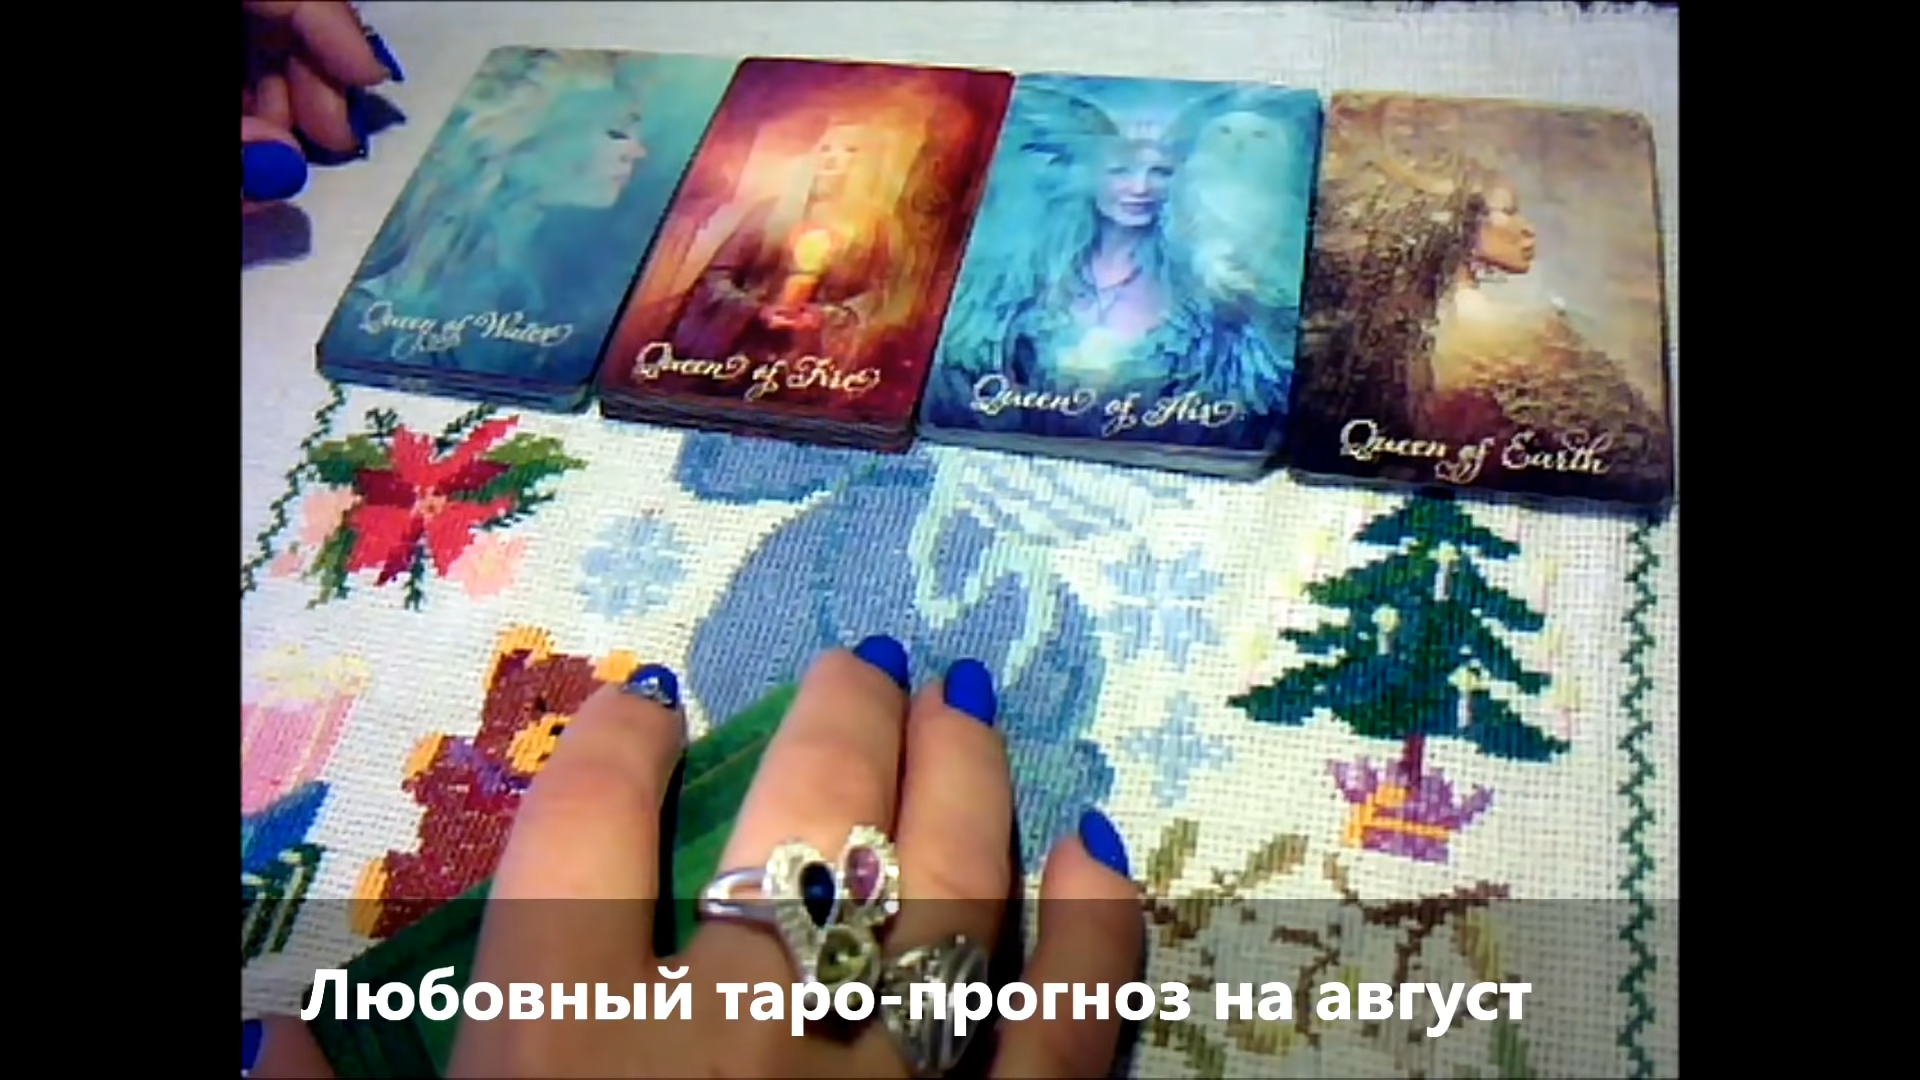 Queen of Water
Queen of Fire
Queen of Air
Queen of Earth
Любовный таро-прогноз на август